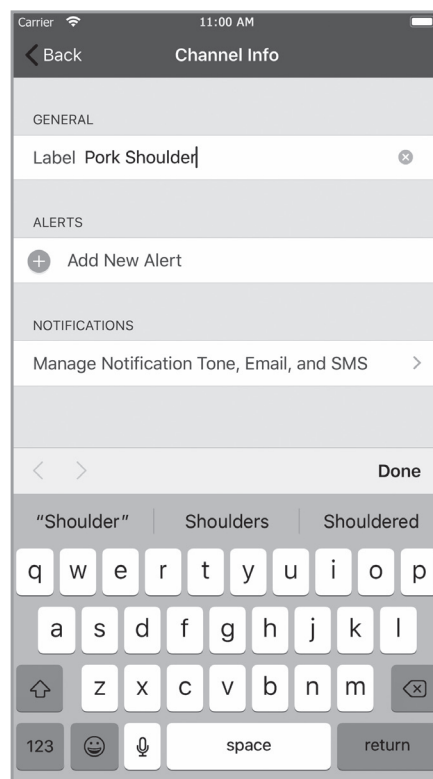 Carrier 11:00 AM
Back Channel Info
GENERAL
Label Pork Shoulder
ALERTS
Add New Alert
NOTIFICATIONS
Manage Notification Tone, Email, and SMS
Done
“Shoulder” Shoulders Shouldered
q w e r t y u i o p
a s d f g h j k l
z x c v b n m
123 space return